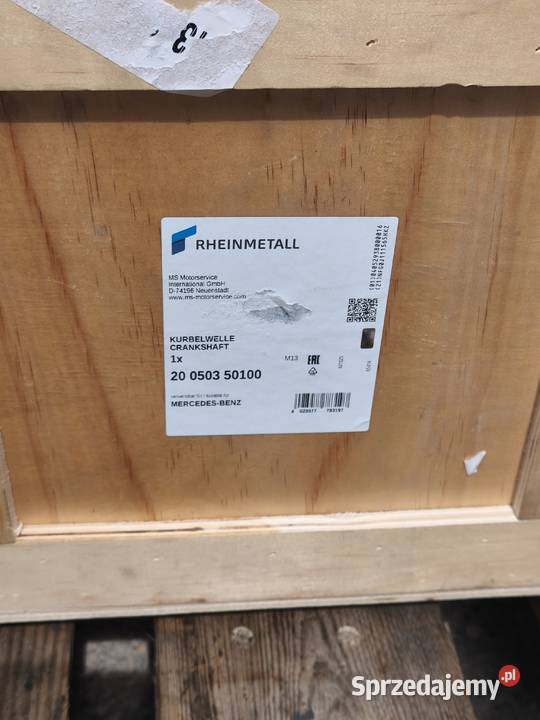 3
RHEINMETALL
MS Motorservice
International GmbH
D-74196 Neuenstadt
www.ms-motorservice.com
KURBELWELLE
CRANKSHAFT
1x
M13
EAC
20 0503 50100
MERCEDES-BENZ
Sprzedajemy.pl